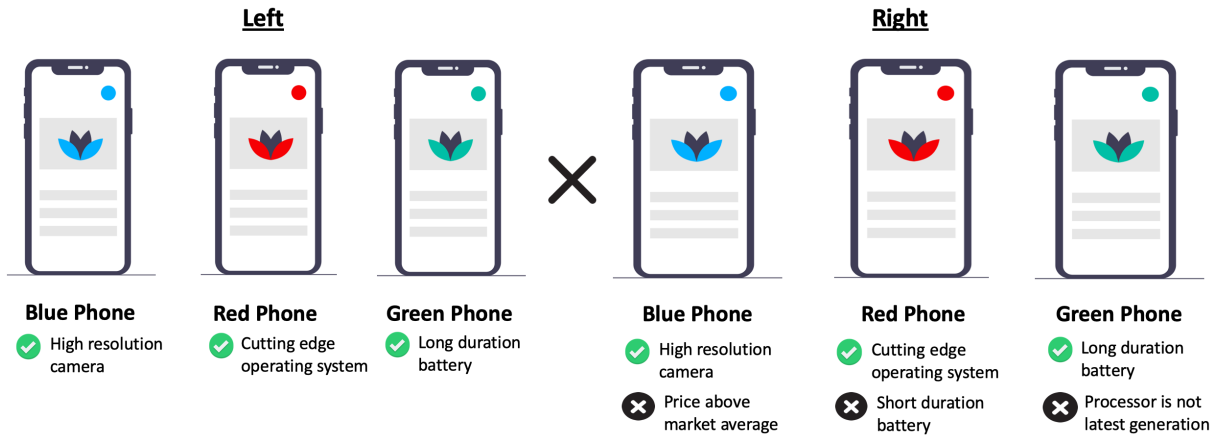 Left
Right
Blue Phone
High resolution
camera
Red Phone
Cutting edge
operating system
Green Phone
Long duration
battery
Blue Phone
High resolution
camera
Price above
market average
Red Phone
Cutting edge
operating system
Short duration
battery
Green Phone
Long duration
battery
Processor is not
latest generation